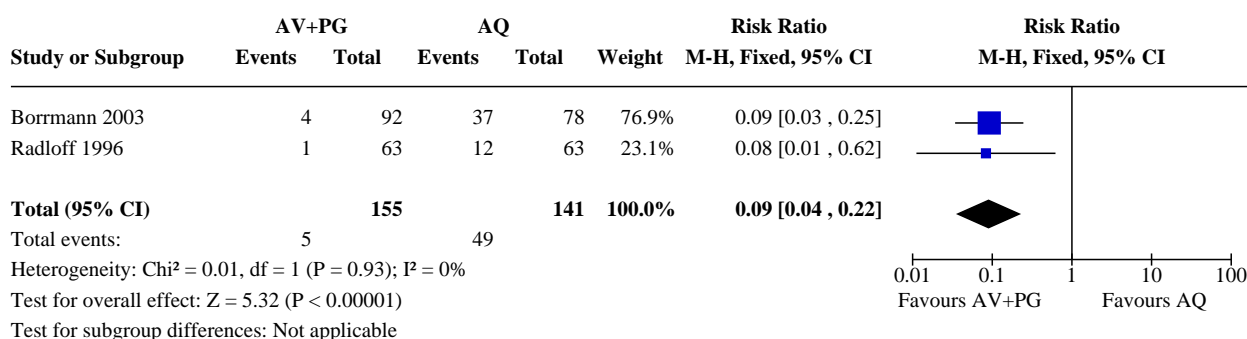 AV+PG AQ Risk Ratio Risk Ratio
Study or Subgroup Events Total Events Total Weight M-H, Fixed, 95% CI M-H, Fixed, 95% CI
Borrmann 2003 4 92 37 78 76.9% 0.09 [0.03 , 0.25]
Radloff 1996 1 63 12 63 23.1% 0.08 [0.01 , 0.62]
Total (95% CI) 155 141 100.0% 0.09 [0.04 , 0.22]
Total events: 5 49
Heterogeneity: Chi² = 0.01, df = 1 (P = 0.93); I² = 0%
0.01 0.1 1 10 100
Test for overall effect: Z = 5.32 (P < 0.00001)
Favours AV+PG Favours AQ
Test for subgroup differences: Not applicable